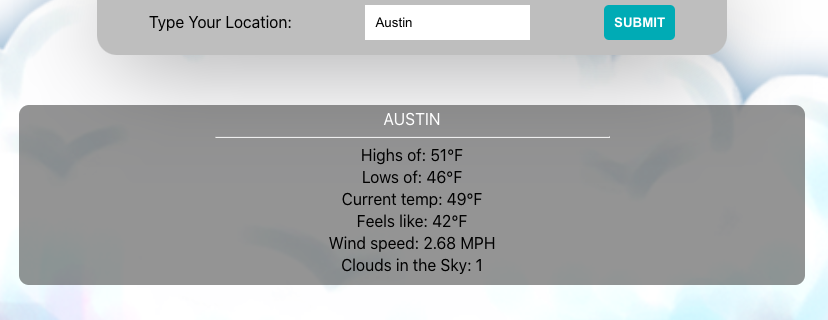 Type Your Location: Austin SUBMIT
AUSTIN
Highs of: 51°F
Lows of: 46°F
Current temp: 49°F
Feels like: 42°F
Wind speed: 2.68 MPH
Clouds in the Sky: 1